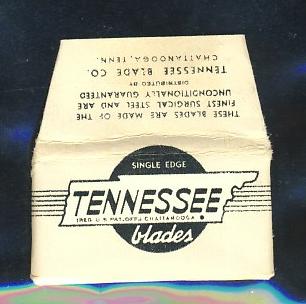 THESE BLADES ARE MADE OF THE
FINEST SURGICAL STEEL AND ARE
UNCONDITIONALLY GUARANTEED
DISTRIBUTED BY
TENNESSEE BLADE CO.
CHATTANOOGA, TENN.
SINGLE EDGE
TENNESSEE
(REG. U.S. PAT. OFF.) CHATTANOOGA
blades